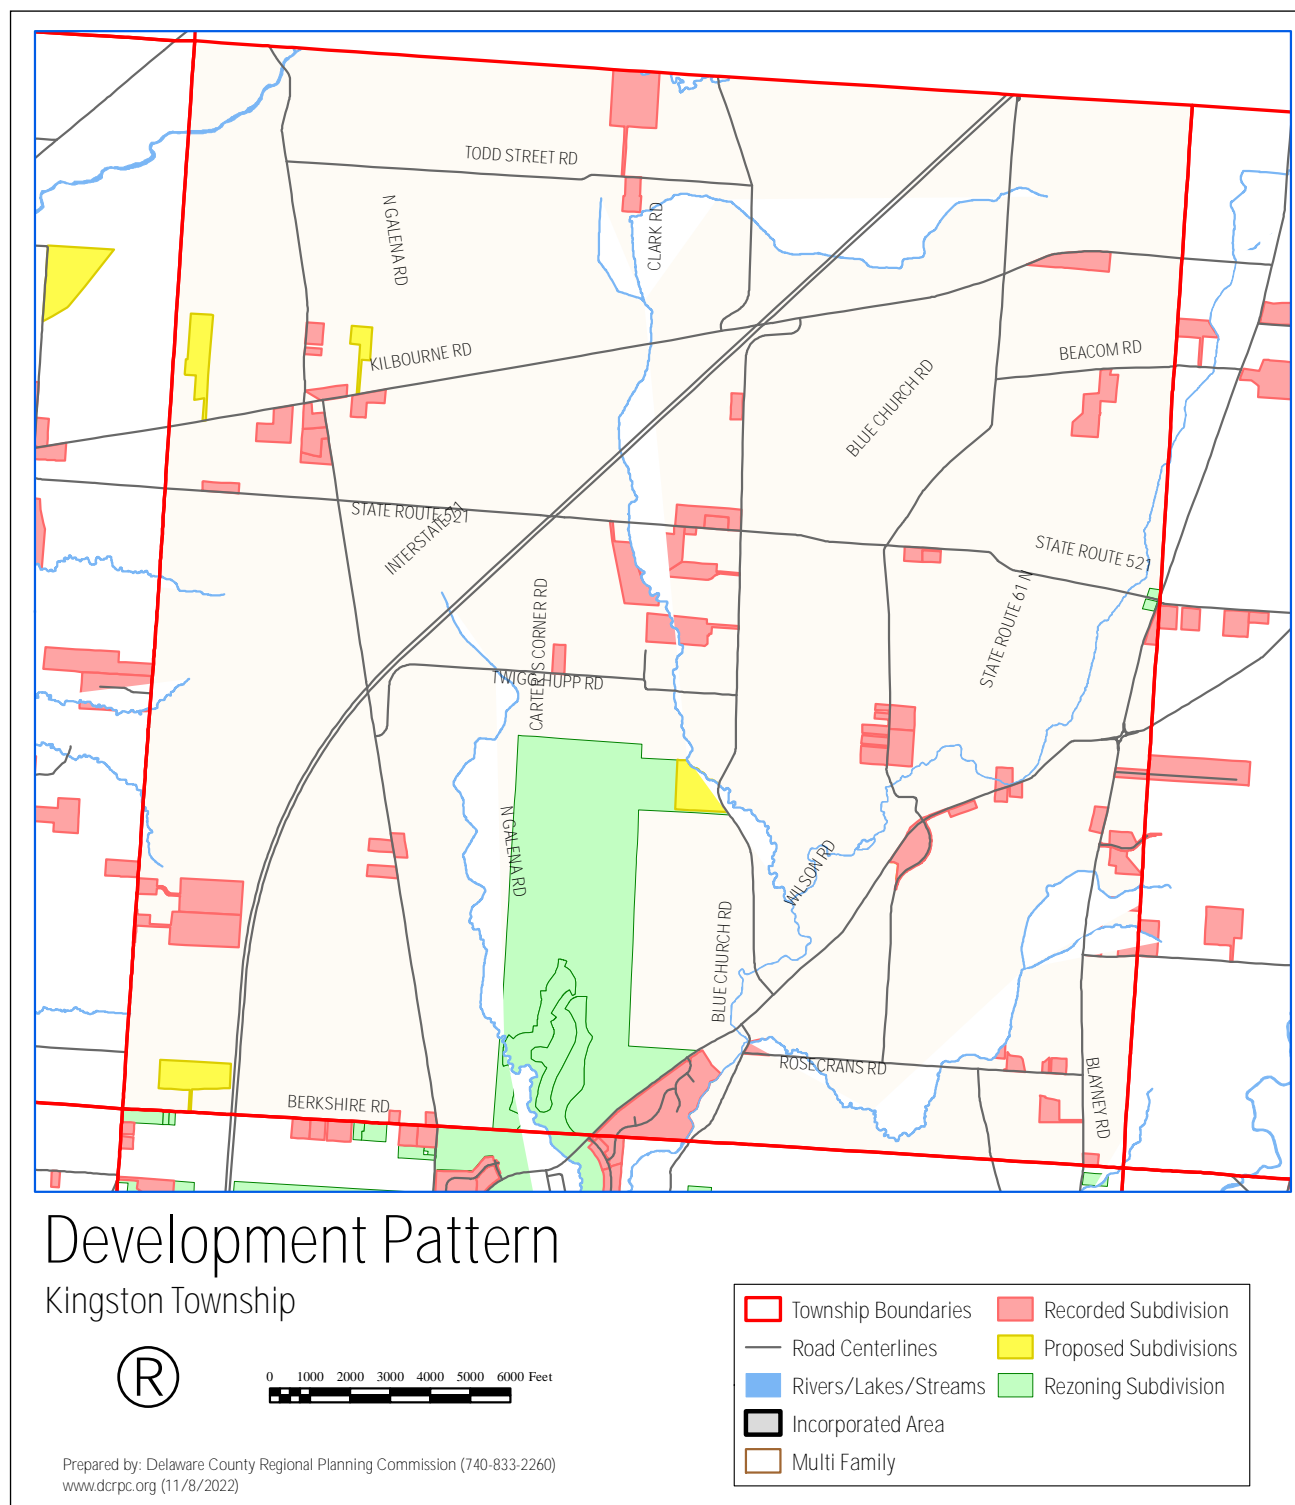 TODD STREET RD
N GALENA RD
CLARK RD
KILBOURNE RD
BEACOM RD
BLUE CHURCH RD
STATE ROUTE 521
INTERSTATE 71
STATE ROUTE 521
STATE ROUTE 61 N
CARTER'S CORNER RD
TWIGG HUPP RD
N GALENA RD
WILSON RD
BLUE CHURCH RD
ROSECRANS RD
BLAYNEY RD
BERKSHIRE RD
Development Pattern
Kingston Township
R
0 1000 2000 3000 4000 5000 6000 Feet
Township Boundaries
Road Centerlines
Rivers/Lakes/Streams
Incorporated Area
Multi Family
Recorded Subdivision
Proposed Subdivisions
Rezoning Subdivision
Prepared by: Delaware County Regional Planning Commission (740-833-2260)
www.dcrpc.org (11/8/2022)